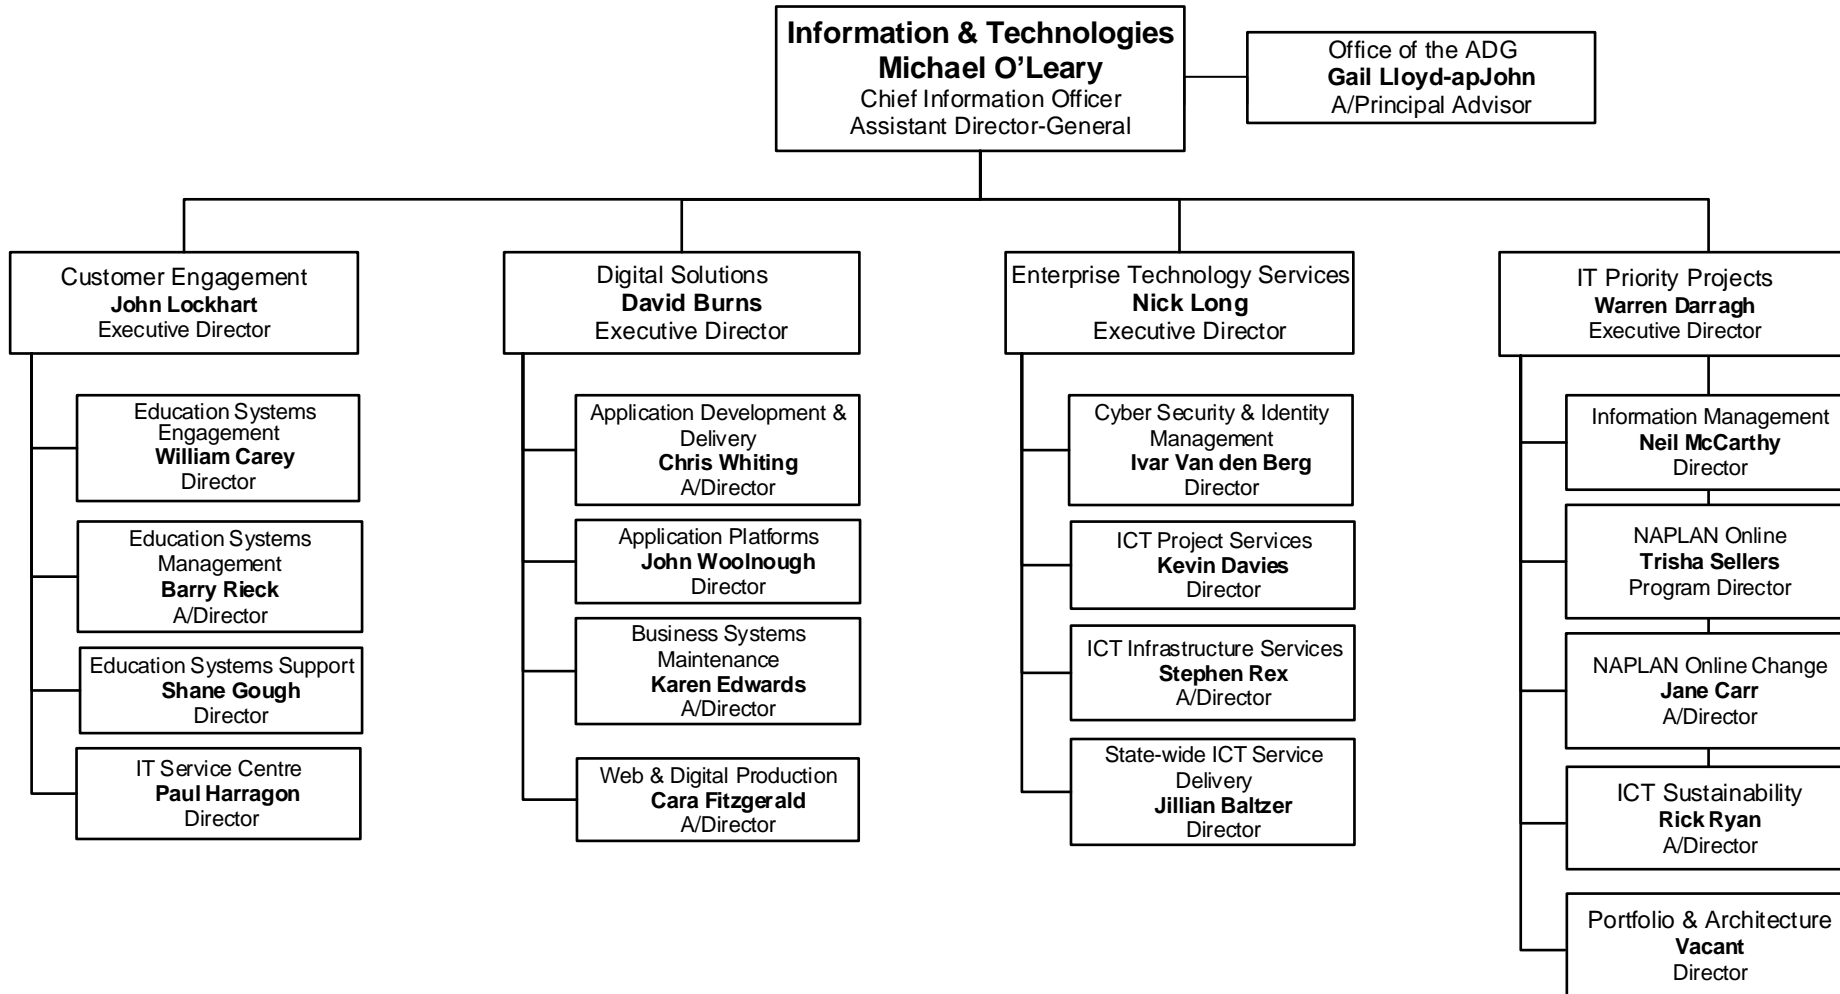 Information & Technologies
Michael O'Leary
Chief Information Officer
Assistant Director-General
Office of the ADG
Gail Lloyd-apJohn
A/Principal Advisor
Customer Engagement
John Lockhart
Executive Director
Education Systems
Engagement
William Carey
Director
Education Systems
Management
Barry Rieck
A/Director
Education Systems Support
Shane Gough
Director
IT Service Centre
Paul Harragon
Director
Digital Solutions
David Burns
Executive Director
Application Development &
Delivery
Chris Whiting
A/Director
Application Platforms
John Woolnough
Director
Business Systems
Maintenance
Karen Edwards
A/Director
Web & Digital Production
Cara Fitzgerald
A/Director
Enterprise Technology Services
Nick Long
Executive Director
Cyber Security & Identity
Management
Ivar Van den Berg
Director
ICT Project Services
Kevin Davies
Director
ICT Infrastructure Services
Stephen Rex
A/Director
State-wide ICT Service
Delivery
Jillian Baltzer
Director
IT Priority Projects
Warren Darragh
Executive Director
Information Management
Neil McCarthy
Director
NAPLAN Online
Trisha Sellers
Program Director
NAPLAN Online Change
Jane Carr
A/Director
ICT Sustainability
Rick Ryan
A/Director
Portfolio & Architecture
Vacant
Director